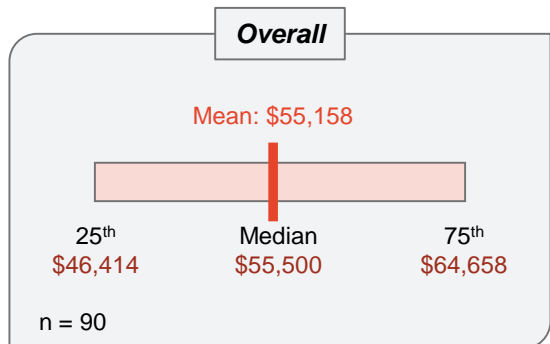 Overall
Mean: $55,158
25th Median 75th
$46,414 $55,500 $64,658
n = 90